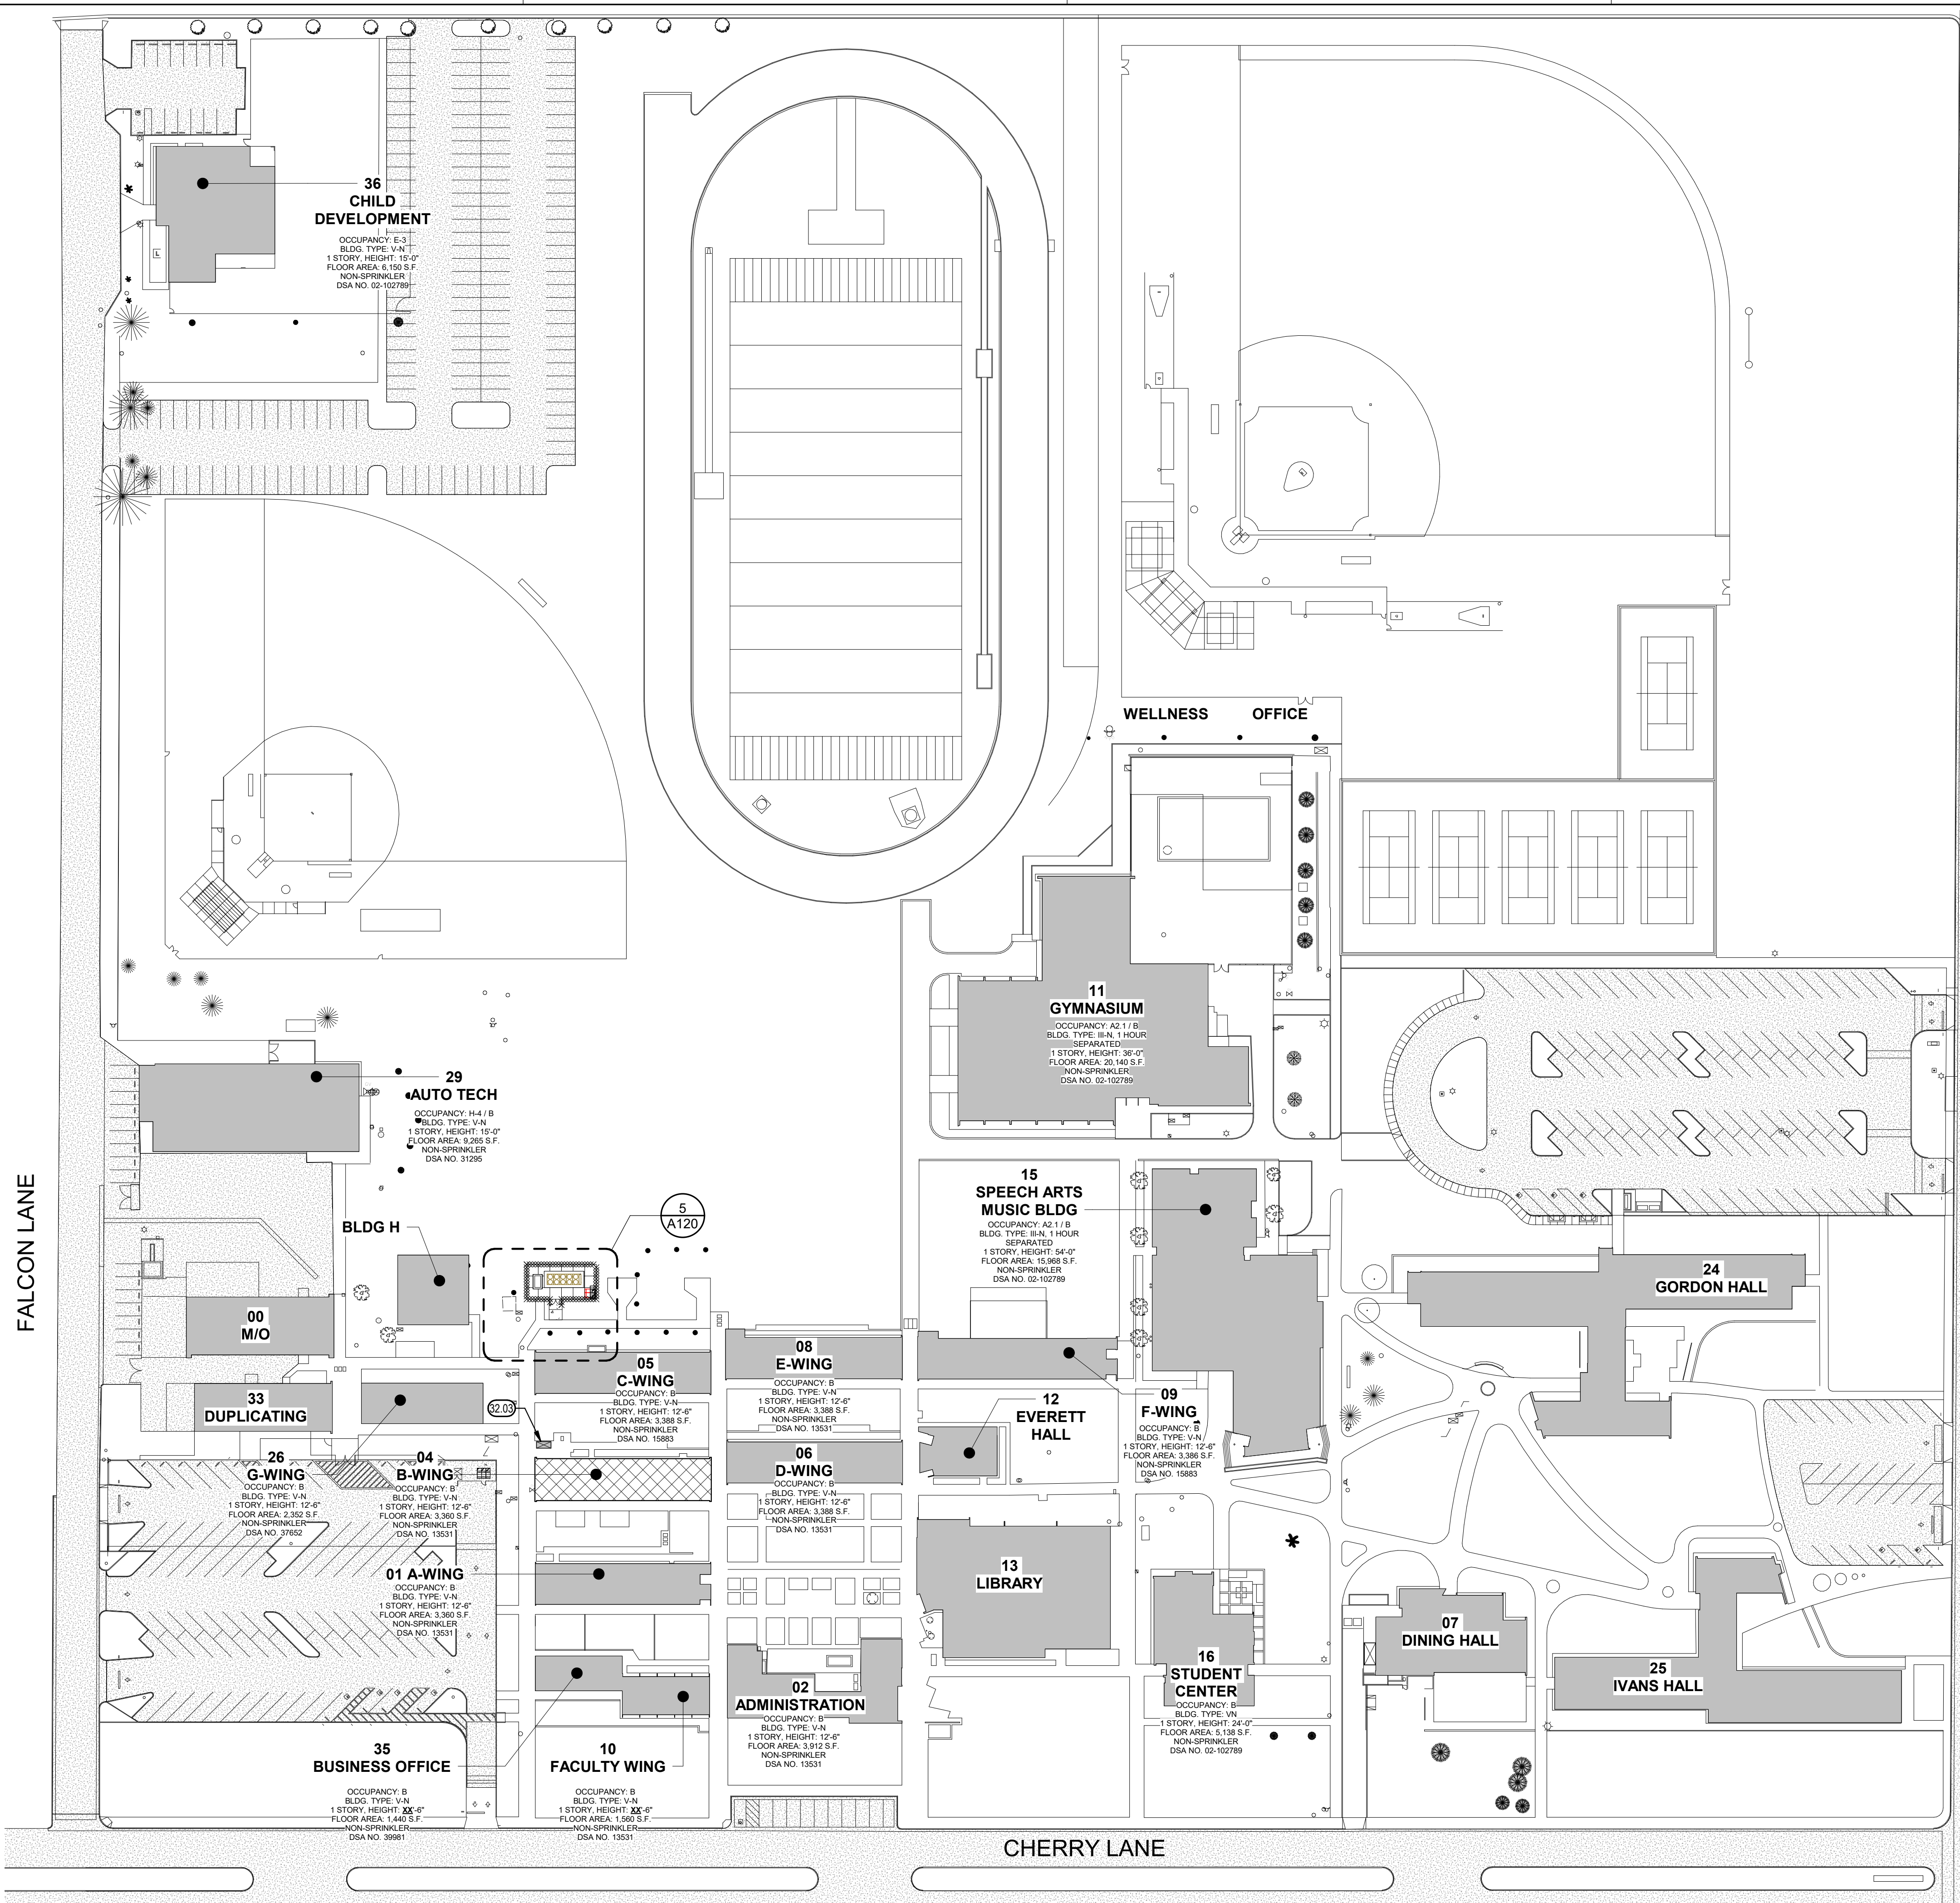 36
CHILD
DEVELOPMENT
OCCUPANCY: E-3
BLDG. TYPE: V-N
1 STORY, HEIGHT: 15'-0"
FLOOR AREA: 6,150 S.F.
NON-SPRINKLER
DSA NO. 02-102789
L
WELLNESS OFFICE
11
GYMNASIUM
OCCUPANCY: A2.1 / B
BLDG. TYPE: III-N, 1 HOUR
SEPARATED
1 STORY, HEIGHT: 36'-0"
FLOOR AREA: 20,140 S.F.
NON-SPRINKLER
DSA NO. 02-102789
29
AUTO TECH
OCCUPANCY: H-4 / B
BLDG. TYPE: V-N
1 STORY, HEIGHT: 15'-0"
FLOOR AREA: 9,265 S.F.
NON-SPRINKLER
DSA NO. 31295
FALCON LANE
BLDG H
5
A120
15
SPEECH ARTS
MUSIC BLDG
OCCUPANCY: A2.1 / B
BLDG. TYPE: III-N, 1 HOUR
SEPARATED
1 STORY, HEIGHT: 54'-0"
FLOOR AREA: 15,968 S.F.
NON-SPRINKLER
DSA NO. 02-102789
24
GORDON HALL
00
M/O
08
E-WING
OCCUPANCY: B
BLDG. TYPE: V-N
1 STORY, HEIGHT: 12'-6"
FLOOR AREA: 3,388 S.F.
NON-SPRINKLER
DSA NO. 13531
05
C-WING
OCCUPANCY: B
BLDG. TYPE: V-N
1 STORY, HEIGHT: 12'-6"
FLOOR AREA: 3,388 S.F.
NON-SPRINKLER
DSA NO. 15883
33
DUPLICATING
32.03
12
EVERETT
HALL
09
F-WING
OCCUPANCY: B
BLDG. TYPE: V-N
1 STORY, HEIGHT: 12'-6"
FLOOR AREA: 3,386 S.F.
NON-SPRINKLER
DSA NO. 15883
26
G-WING
OCCUPANCY: B
BLDG. TYPE: V-N
1 STORY, HEIGHT: 12'-6"
FLOOR AREA: 2,352 S.F.
NON-SPRINKLER
DSA NO. 37652
04
B-WING
OCCUPANCY: B
BLDG. TYPE: V-N
1 STORY, HEIGHT: 12'-6"
FLOOR AREA: 3,360 S.F.
NON-SPRINKLER
DSA NO. 13531
06
D-WING
OCCUPANCY: B
BLDG. TYPE: V-N
1 STORY, HEIGHT: 12'-6"
FLOOR AREA: 3,388 S.F.
NON-SPRINKLER
DSA NO. 13531
01 A-WING
OCCUPANCY: B
BLDG. TYPE: V-N
1 STORY, HEIGHT: 12'-6"
FLOOR AREA: 3,360 S.F.
NON-SPRINKLER
DSA NO. 13531
13
LIBRARY
07
DINING HALL
16
STUDENT
CENTER
OCCUPANCY: B
BLDG. TYPE: VN
1 STORY, HEIGHT: 24'-0"
FLOOR AREA: 5,138 S.F.
NON-SPRINKLER
DSA NO. 02-102789
25
IVANS HALL
02
ADMINISTRATION
OCCUPANCY: B
BLDG. TYPE: V-N
1 STORY, HEIGHT: 12'-6"
FLOOR AREA: 3,912 S.F.
NON-SPRINKLER
DSA NO. 13531
35
BUSINESS OFFICE
OCCUPANCY: B
BLDG. TYPE: V-N
1 STORY, HEIGHT: XX'-6"
FLOOR AREA: 1,440 S.F.
NON-SPRINKLER
DSA NO. 39981
10
FACULTY WING
OCCUPANCY: B
BLDG. TYPE: V-N
1 STORY, HEIGHT: XX'-6"
FLOOR AREA: 1,560 S.F.
NON-SPRINKLER
DSA NO. 13531
CHERRY LANE